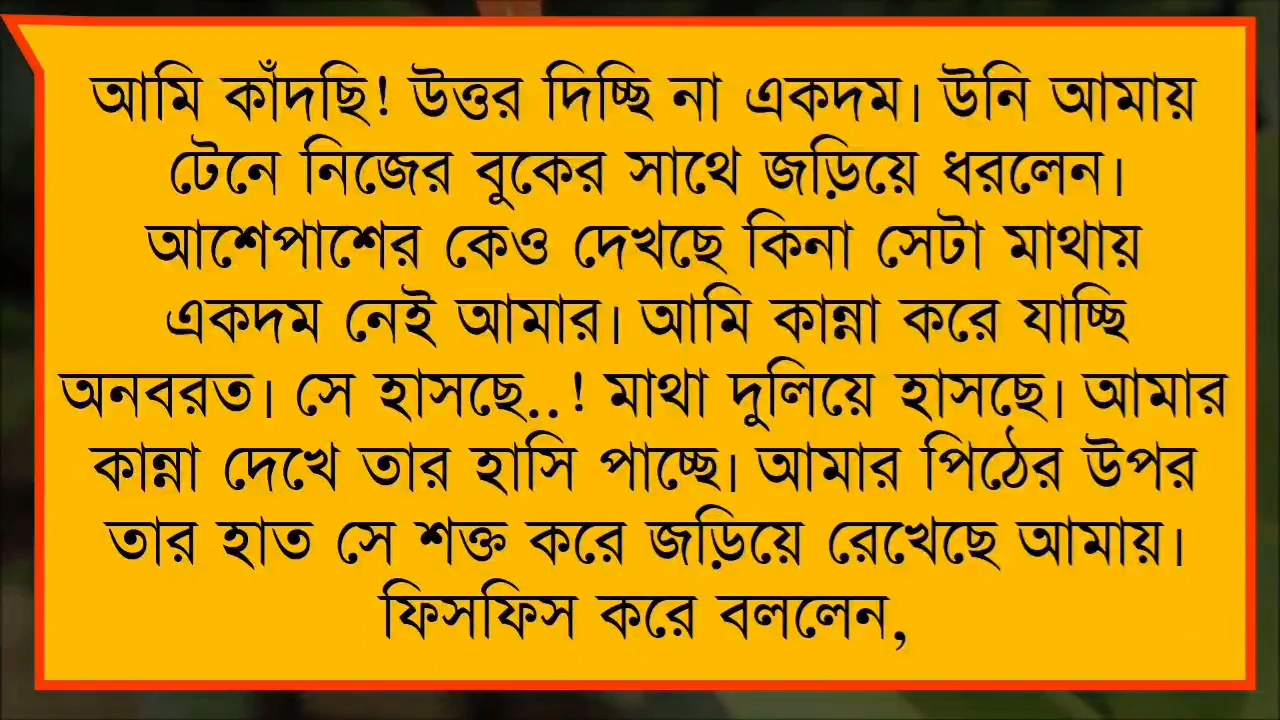 আমি কাঁদছি! উত্তর দিচ্ছি না একদম। উনি আমায়
টেনে নিজের বুকের সাথে জড়িয়ে ধরলেন।
আশেপাশের কেও দেখছে কিনা সেটা মাথায়
একদম নেই আমার। আমি কান্না করে যাচ্ছি
অনবরত। সে হাসছে..! মাথা দুলিয়ে হাসছে। আমার
কান্না দেখে তার হাসি পাচ্ছে। আমার পিঠের উপর
তার হাত সে শক্ত করে জড়িয়ে রেখেছে আমায়।
ফিসফিস করে বললেন,